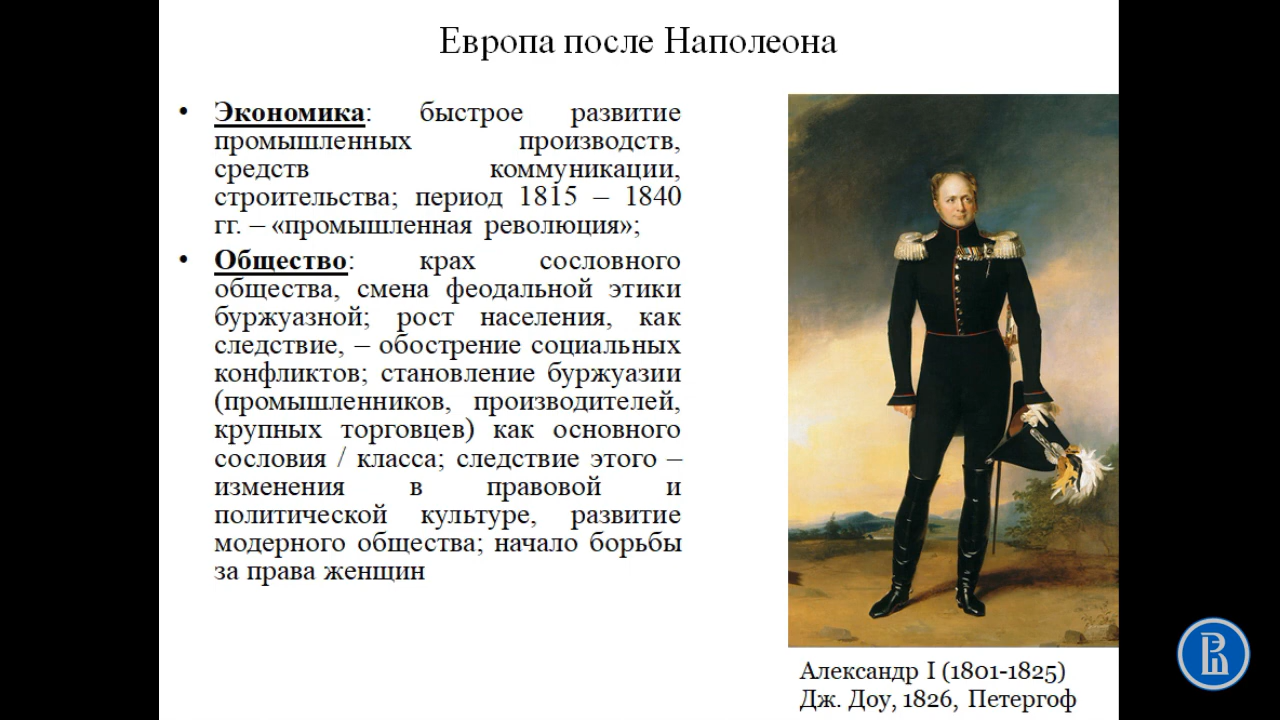 Европа после Наполеона
• Экономика: быстрое развитие
промышленных производств,
средств коммуникации,
строительства; период 1815 – 1840
гг. – «промышленная революция»;
• Общество: крах сословного
общества, смена феодальной этики
буржуазной; рост населения, как
следствие, – обострение социальных
конфликтов; становление буржуазии
(промышленников, производителей,
крупных торговцев) как основного
сословия / класса; следствие этого –
изменения в правовой и
политической культуре, развитие
модерного общества; начало борьбы
за права женщин
Александр I (1801-1825)
Дж. Доу, 1826, Петергоф